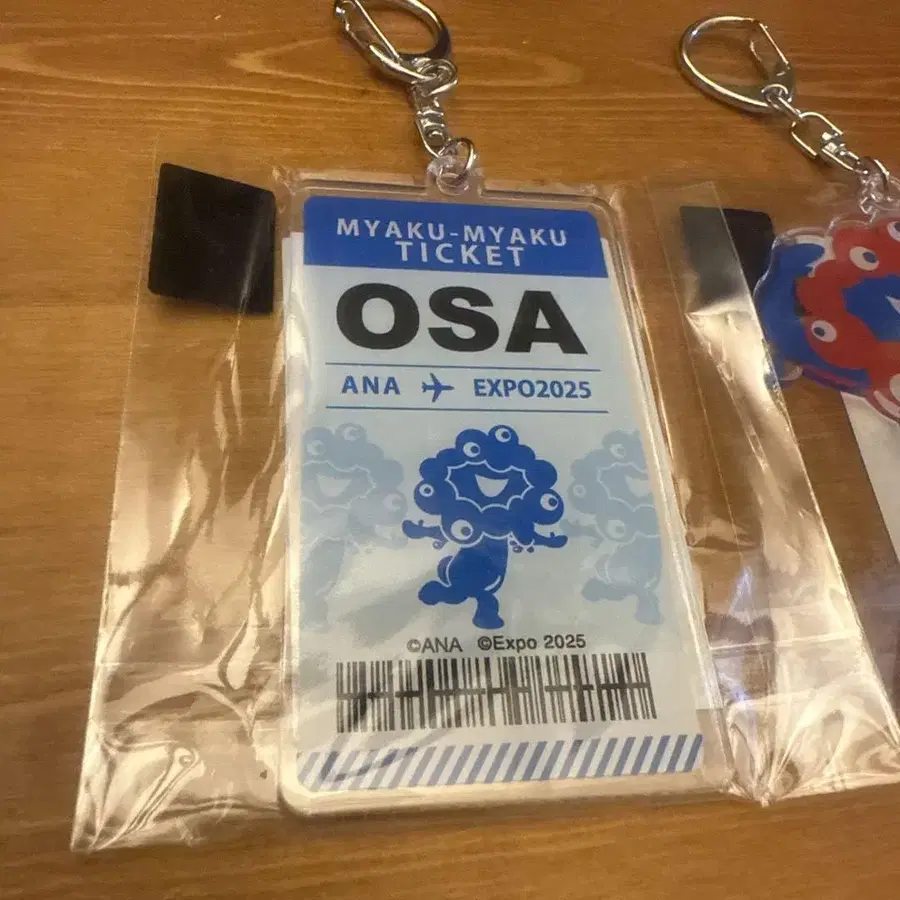 MYAKU-MYAKU
TICKET
OSA
ANA EXPO2025
©ANA ©Expo 2025